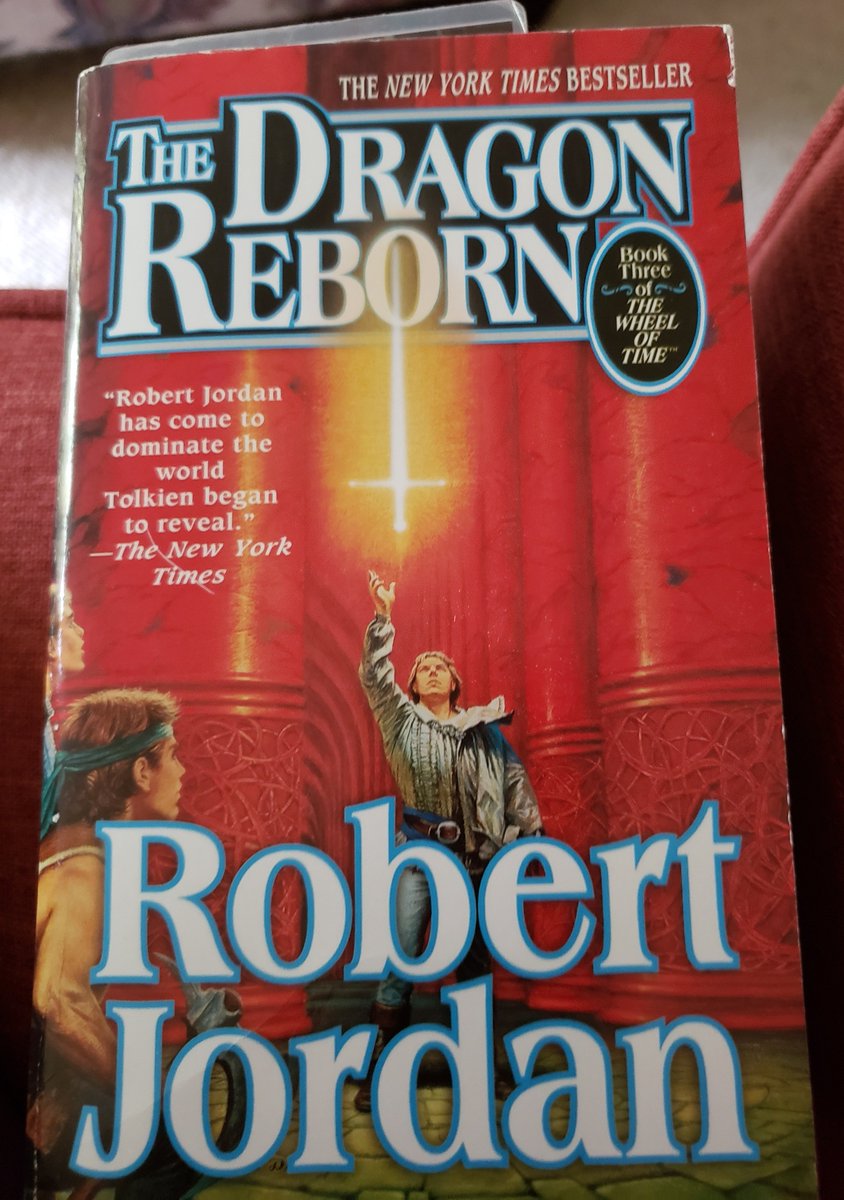 THE NEW YORK TIMES BESTSELLER
THE DRAGON
REBORN
Book
Three
of
THE
WHEEL
OF
TIME™
"Robert Jordan
has come to
dominate the
world
Tolkien began
to reveal."
—The New York
Times
Robert
Jordan